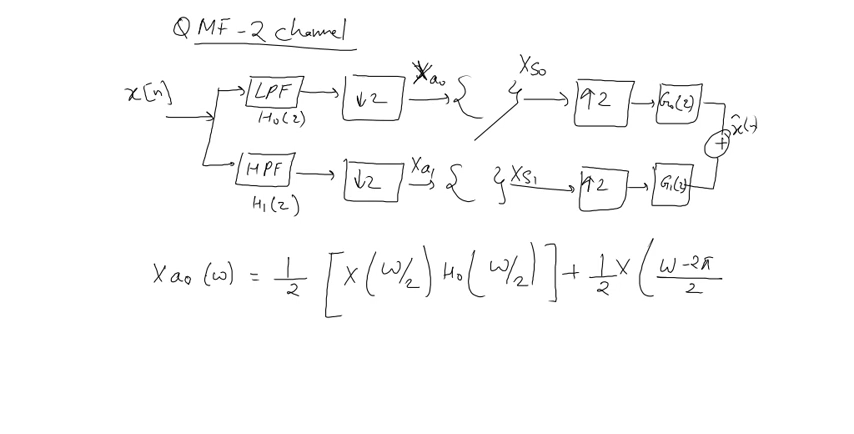 QMF-2 channel
x[n] LPF ↓2 Xa0 XS0 ↑2 G0(z)
H0(z) x̂(-)
+
HPF ↓2 Xa1 XS1 ↑2 G1(z)
H1(z)
Xa0 (ω) = 1/2 [X(ω/2) H0(ω/2)] + 1/2 X(ω-2π/2